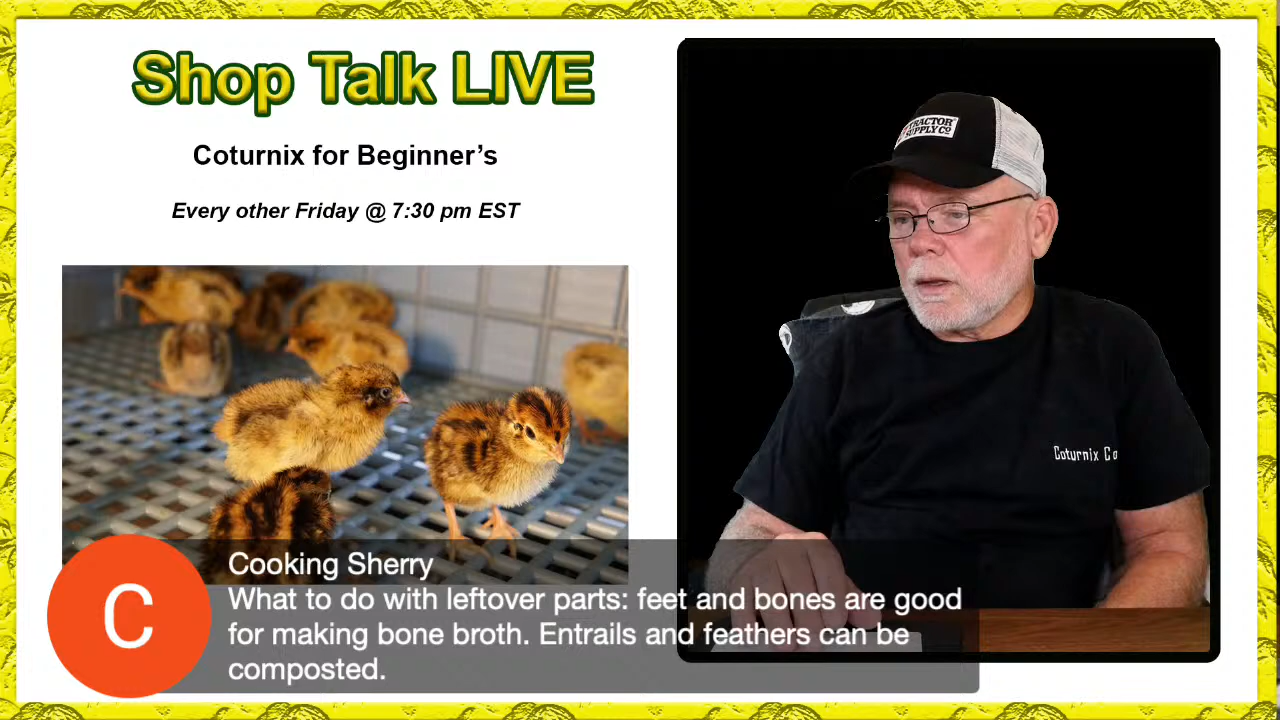 Shop Talk LIVE
Coturnix for Beginner’s
Every other Friday @ 7:30 pm EST
TRACTOR
SUPPLY CO
Coturnix Co
C
Cooking Sherry
What to do with leftover parts: feet and bones are good
for making bone broth. Entrails and feathers can be
composted.